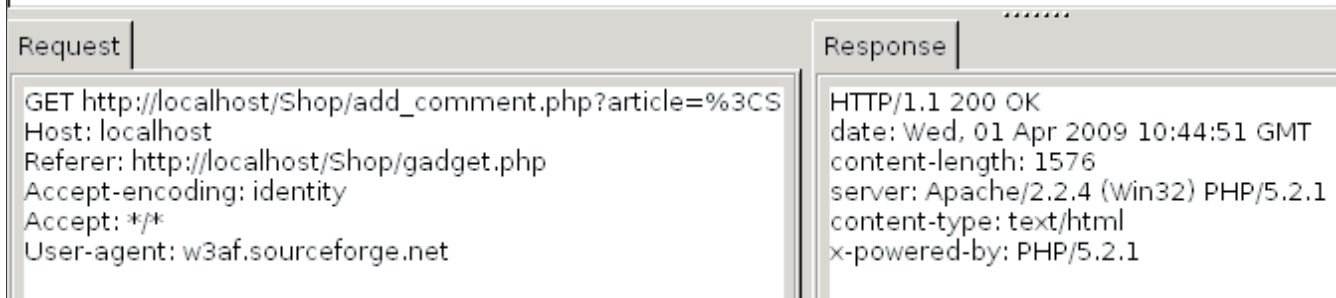 Request
GET http://localhost/Shop/add_comment.php?article=%3CS
Host: localhost
Referer: http://localhost/Shop/gadget.php
Accept-encoding: identity
Accept: */*
User-agent: w3af.sourceforge.net
Response
HTTP/1.1 200 OK
date: Wed, 01 Apr 2009 10:44:51 GMT
content-length: 1576
server: Apache/2.2.4 (Win32) PHP/5.2.1
content-type: text/html
x-powered-by: PHP/5.2.1